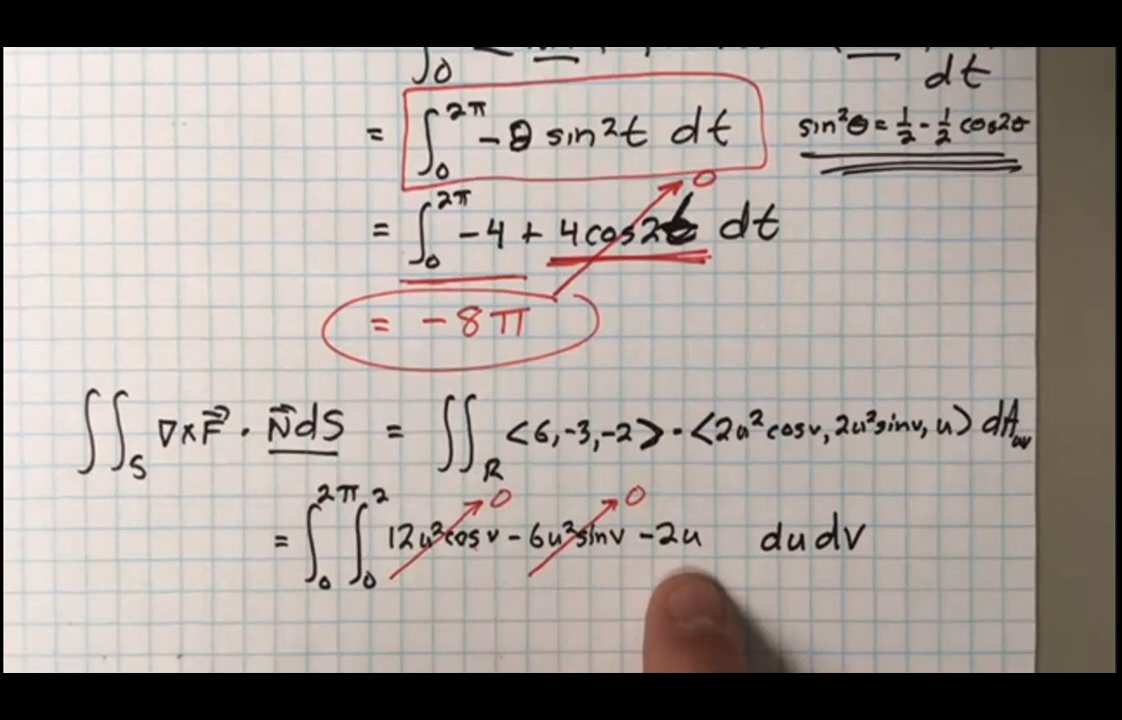 ∫₀ dt
= ∫₀^2π -8 sin²t dt sin²θ = 1/2 - 1/2 cos2θ
= ∫₀^2π -4 + 4cos2t dt 0
= -8π
∬_S ∇×F⃗ · N⃗dS = ∬_R <6,-3,-2> · <2u²cosv, 2u²sinv, u> dA_uv
= ∫₀^2π ∫₀^2 12u²cosv - 6u²sinv - 2u du dv 0 0